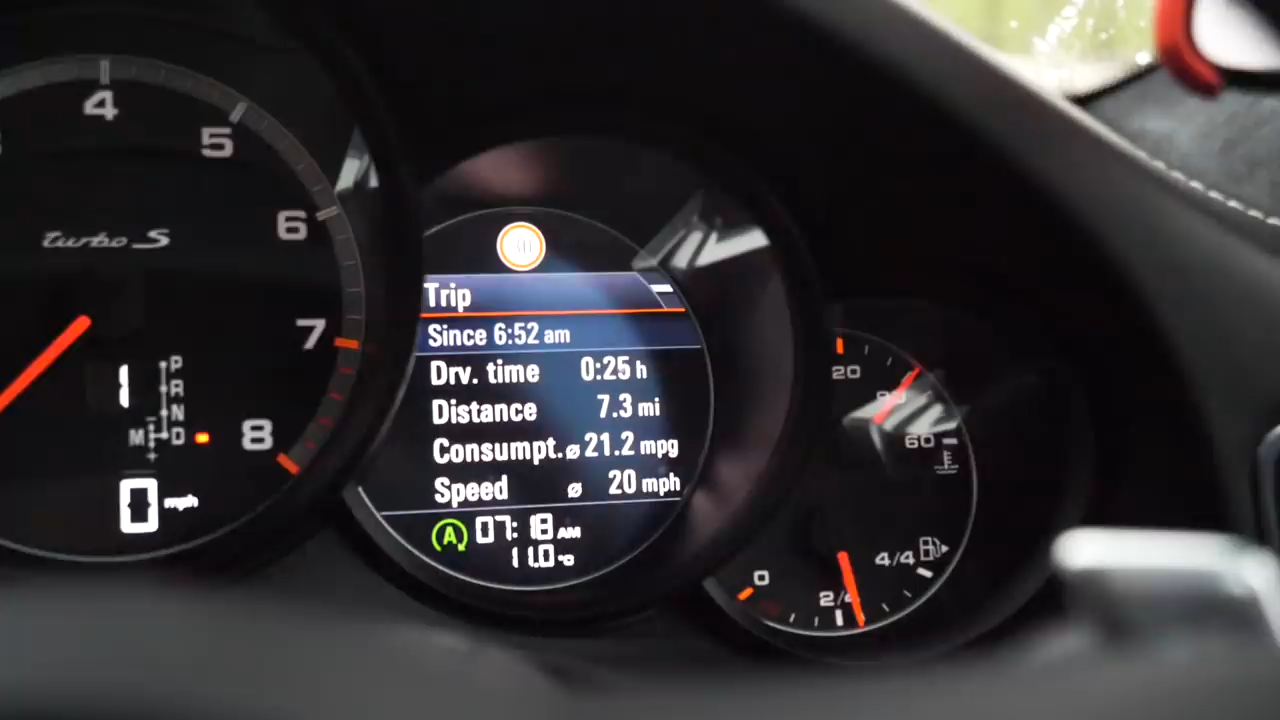 4
5
6
turbo S
7
8
1
P
R
N
M D
0 mph
Trip
Since 6:52 am
Drv. time 0:25 h
Distance 7.3 mi
Consumpt. ø 21.2 mpg
Speed ø 20 mph
A 07:18 AM
11.0 °C
20
60
0
2/4
4/4